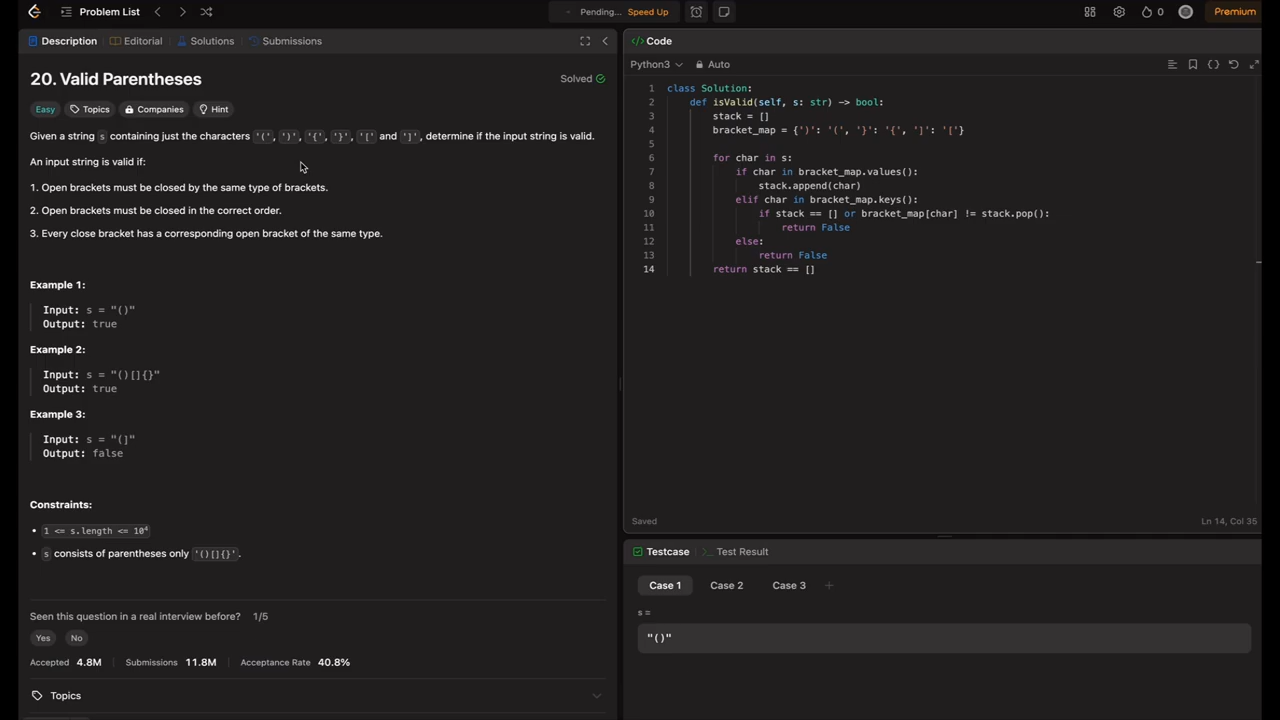 Problem List
Pending... Speed Up
0
Premium
Description
Editorial
Solutions
Submissions
20. Valid Parentheses
Solved
Easy
Topics
Companies
Hint
Given a string s containing just the characters '(', ')', '{', '}', '[' and ']', determine if the input string is valid.
An input string is valid if:
1. Open brackets must be closed by the same type of brackets.
2. Open brackets must be closed in the correct order.
3. Every close bracket has a corresponding open bracket of the same type.
Example 1:
Input: s = "()"
Output: true
Example 2:
Input: s = "()[]{}"
Output: true
Example 3:
Input: s = "(]"
Output: false
Constraints:
• 1 <= s.length <= 10⁴
• s consists of parentheses only '()[]{}'.
Seen this question in a real interview before? 1/5
Yes
No
Accepted 4.8M
Submissions 11.8M
Acceptance Rate 40.8%
Topics
</> Code
Python3
Auto
1 class Solution:
2     def isValid(self, s: str) -> bool:
3         stack = []
4         bracket_map = {')': '(', '}': '{', ']': '['}
5
6         for char in s:
7             if char in bracket_map.values():
8                 stack.append(char)
9             elif char in bracket_map.keys():
10                 if stack == [] or bracket_map[char] != stack.pop():
11                     return False
12             else:
13                 return False
14         return stack == []
Saved
Ln 14, Col 35
Testcase
>_ Test Result
Case 1
Case 2
Case 3
+
s =
"()"